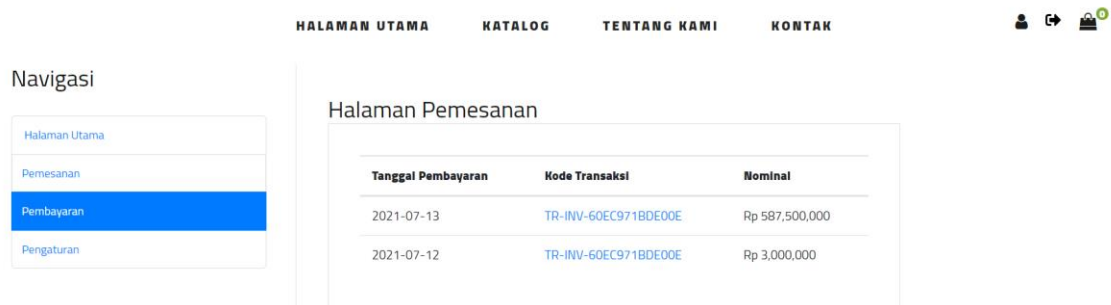 HALAMAN UTAMA KATALOG TENTANG KAMI KONTAK 0
Navigasi
Halaman Utama
Pemesanan
Pembayaran
Pengaturan
Halaman Pemesanan
Tanggal Pembayaran Kode Transaksi Nominal
2021-07-13 TR-INV-60EC971BDE00E Rp 587,500,000
2021-07-12 TR-INV-60EC971BDE00E Rp 3,000,000